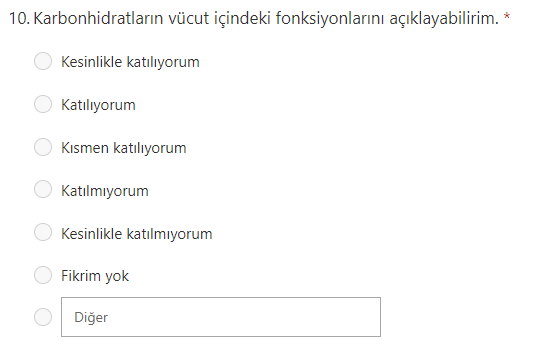 10. Karbonhidratların vücut içindeki fonksiyonlarını açıklayabilirim. *
Kesinlikle katılıyorum
Katılıyorum
Kısmen katılıyorum
Katılmıyorum
Kesinlikle katılmıyorum
Fikrim yok
Diğer